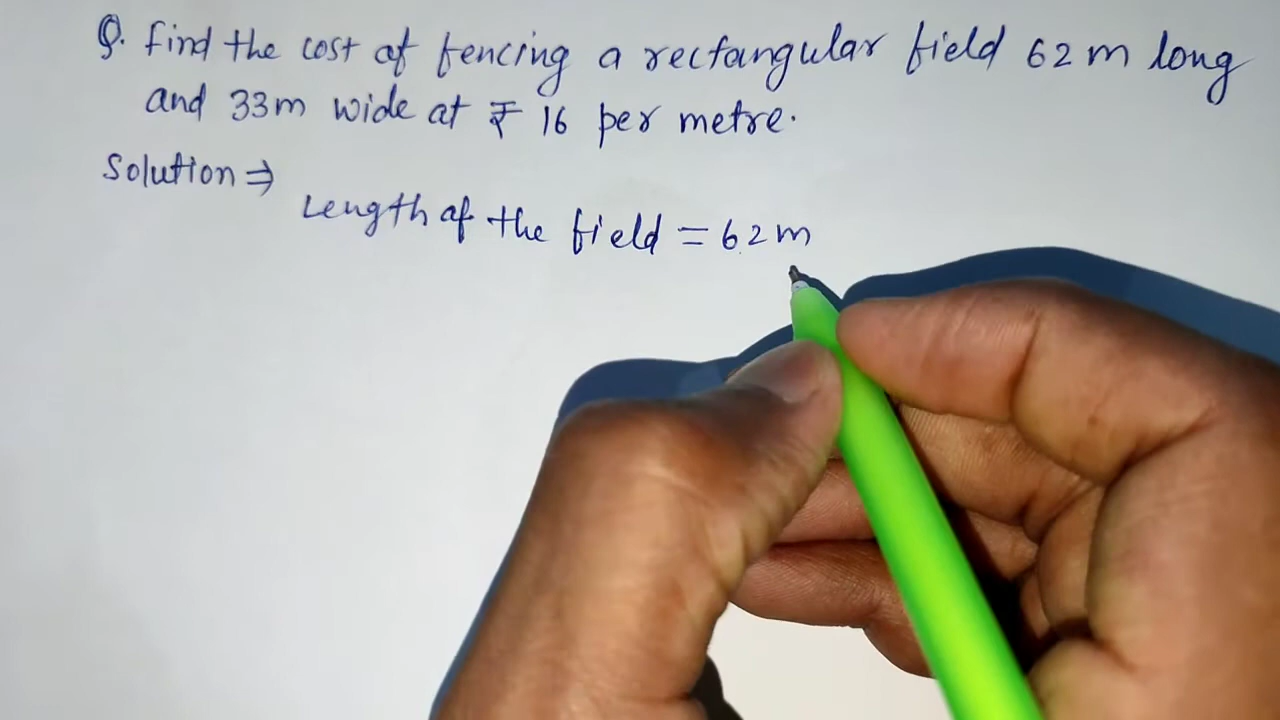 Q. Find the cost of fencing a rectangular field 62 m long
and 33m wide at ₹ 16 per metre.
Solution ⇒
Length of the field = 62 m